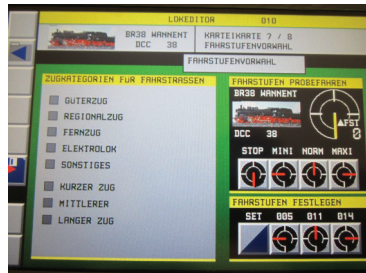 LOKEDITOR 010
BR38 WANNENT KARTEIKARTE 7 / 8
DCC 38 FAHRSTUFENVORWAHL
FAHRSTUFENVORWAHL
ZUGKATEGORIEN FUR FAHRSTRASSEN
GUTERZUG
REGIONALZUG
FERNZUG
ELEKTROLOK
SONSTIGES
KURZER ZUG
MITTLERER
LANGER ZUG
FAHRSTUFEN PROBEFAHREN
BR38 WANNENT
DCC 38
FST
0
STOP MINI NORM MAXI
FAHRSTUFEN FESTLEGEN
SET 005 011 014